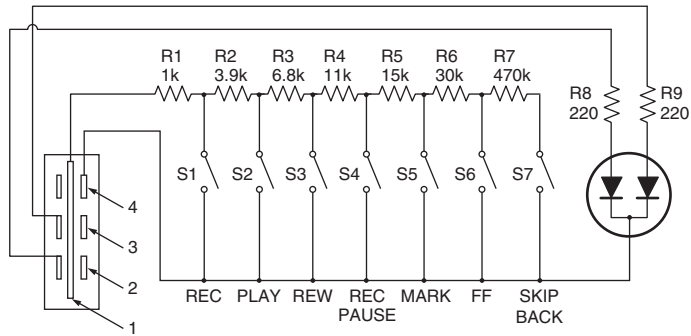 R1 R2 R3 R4 R5 R6 R7
1k 3.9k 6.8k 11k 15k 30k 470k
R8 R9
220 220
S1 S2 S3 S4 S5 S6 S7
4
3
2
1
REC PLAY REW REC PAUSE MARK FF SKIP BACK